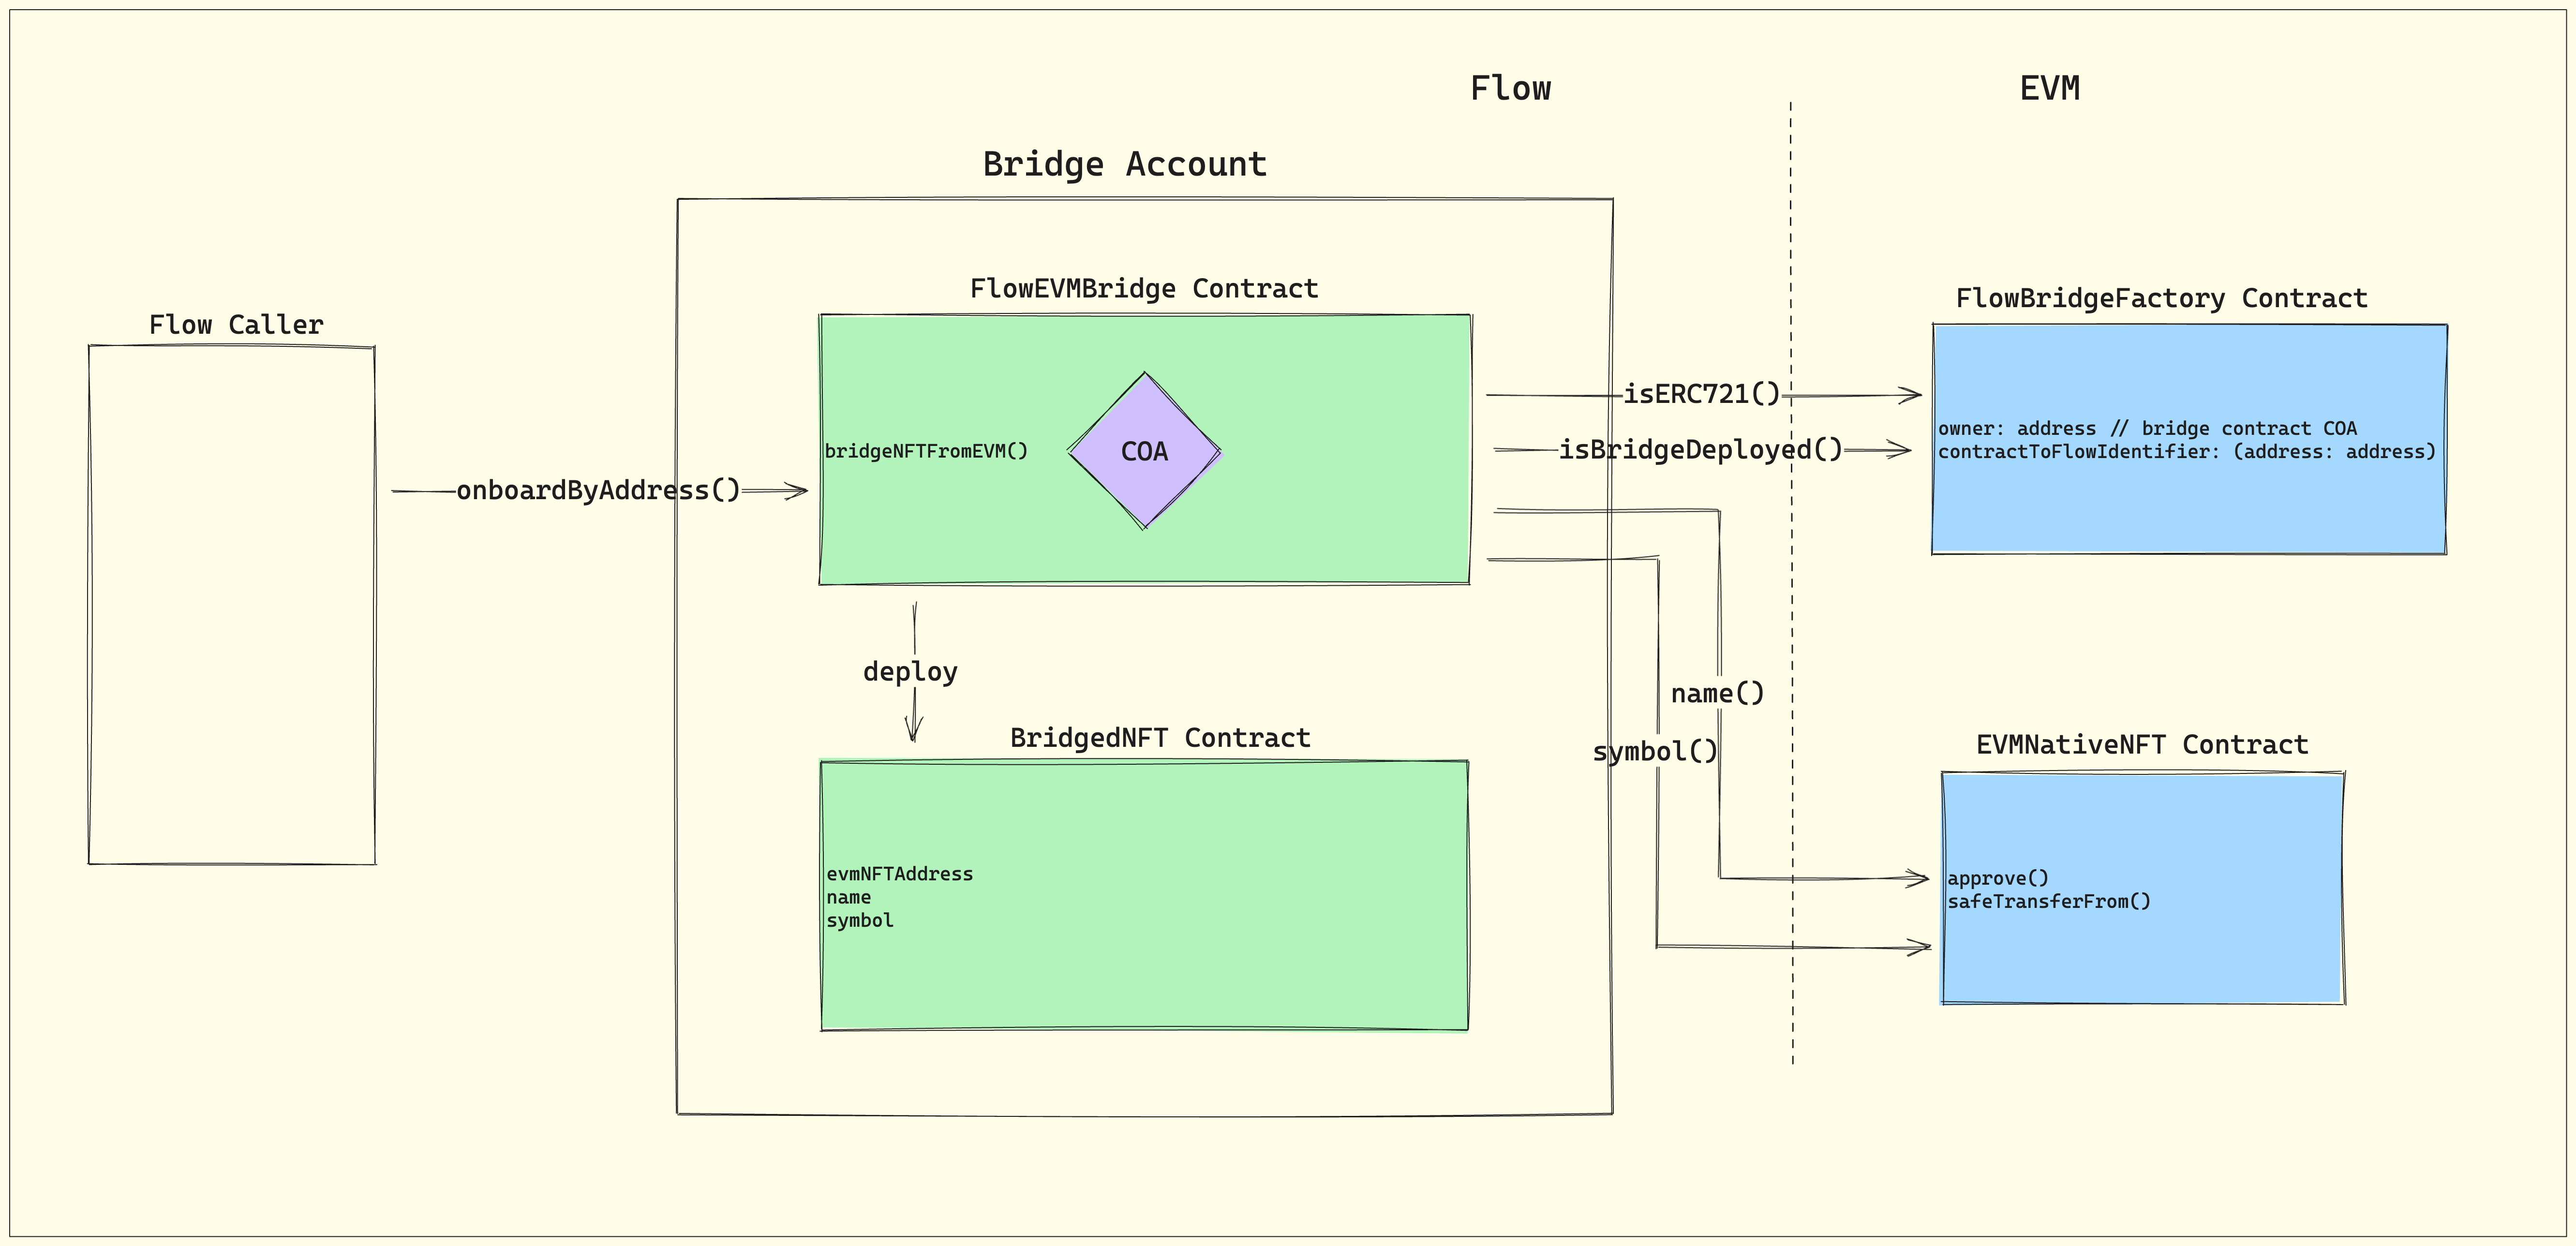 Flow
EVM
Bridge Account
FlowEVMBridge Contract
FlowBridgeFactory Contract
Flow Caller
isERC721()
owner: address // bridge contract COA
bridgeNFTFromEVM()
COA
isBridgeDeployed()
contractToFlowIdentifier: (address: address)
onboardByAddress()
deploy
name()
BridgedNFT Contract
symbol()
EVMNativeNFT Contract
evmNFTAddress
name
symbol
approve()
safeTransferFrom()